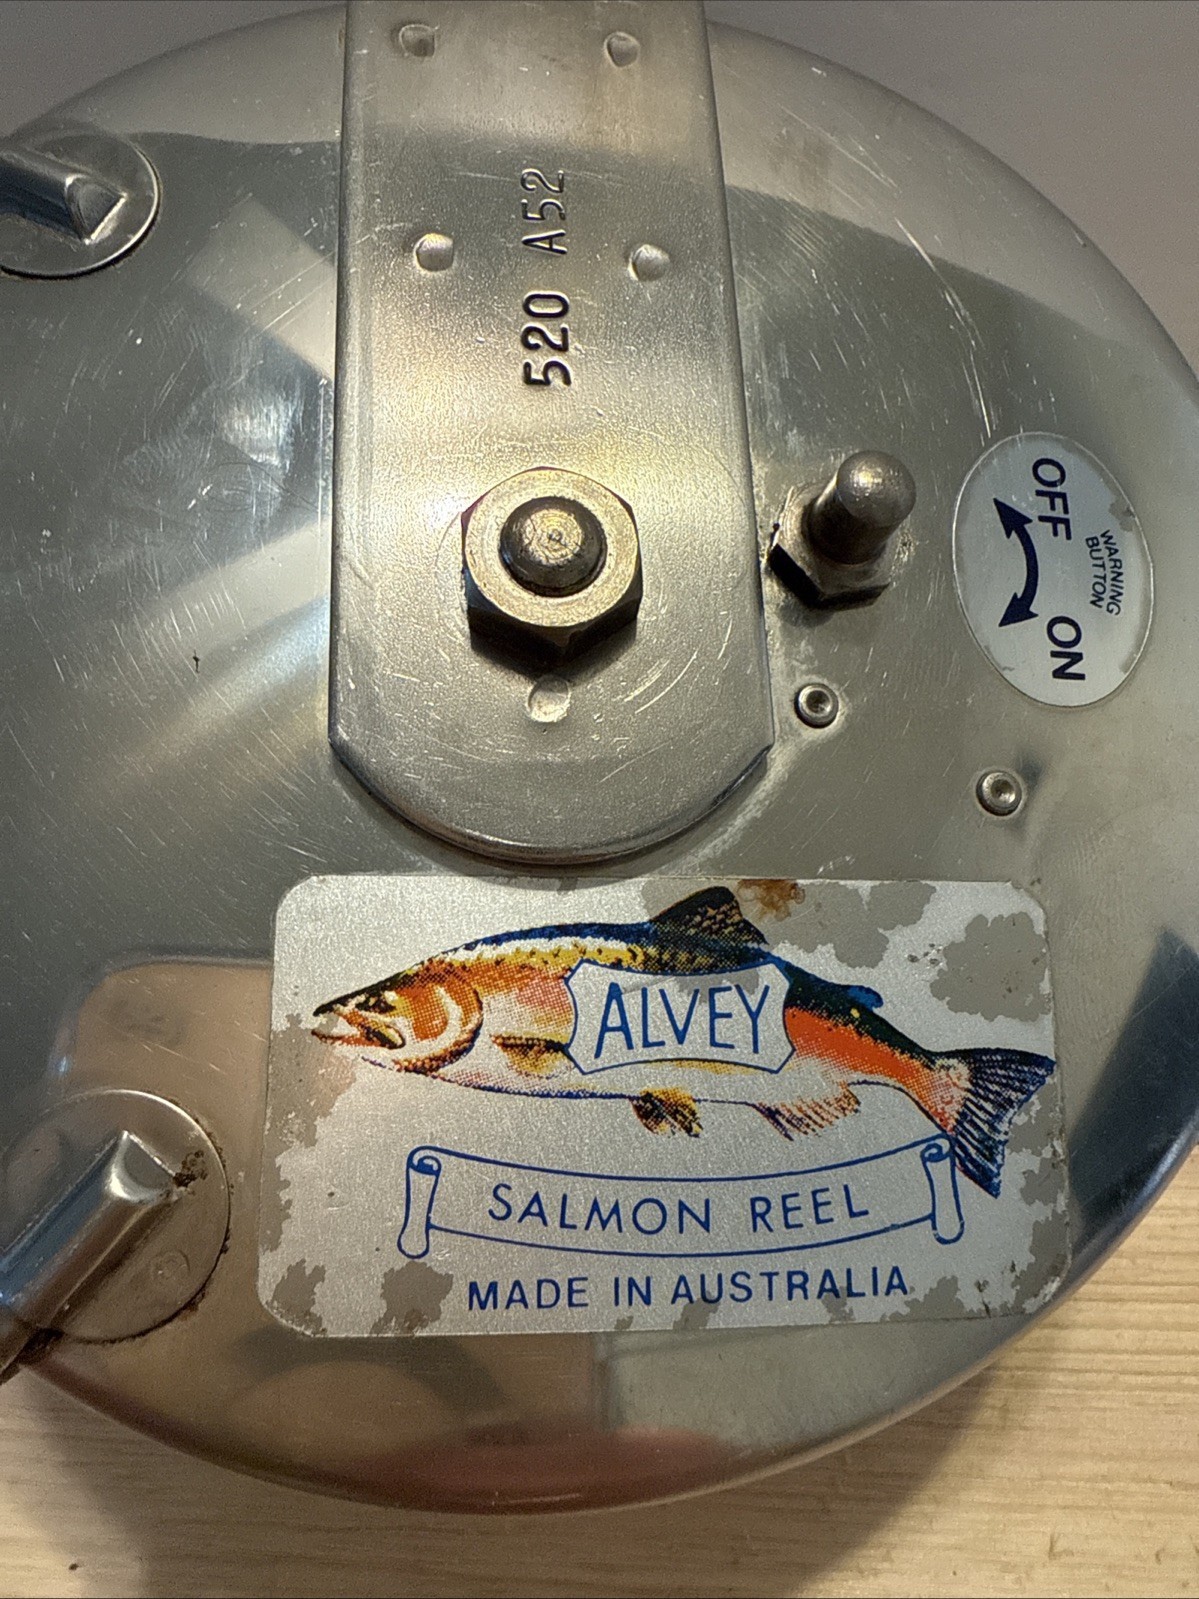 520 A52
OFF
WARNING
BUTTON
ON
ALVEY
SALMON REEL
MADE IN AUSTRALIA